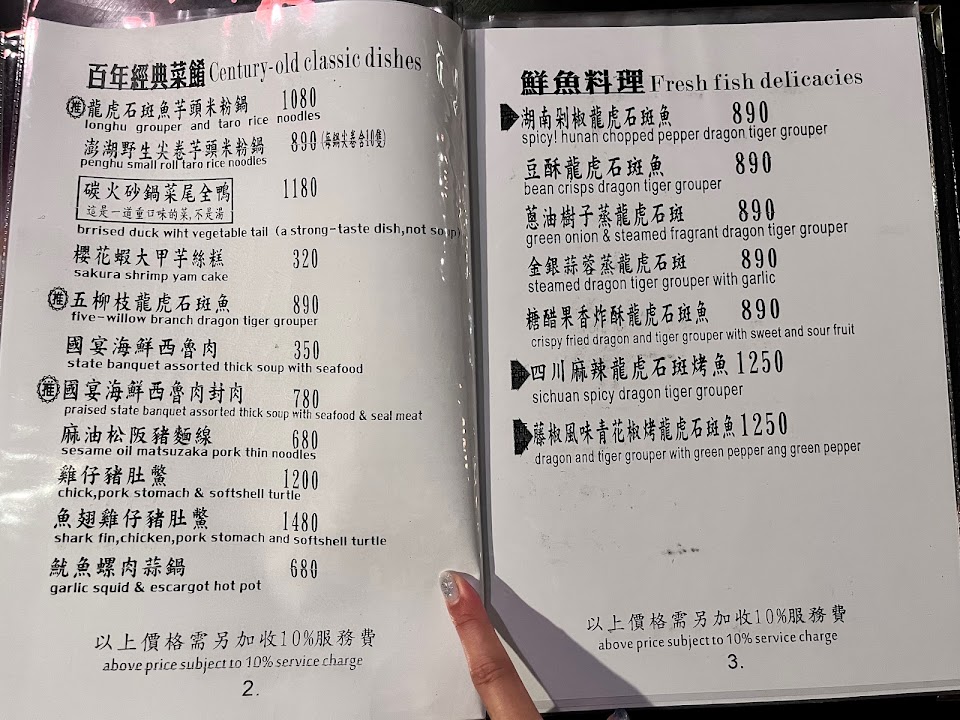 百年經典菜餚 Century-old classic dishes
推 龍虎石斑魚芋頭米粉鍋 1080
longhu grouper and taro rice noodles
澎湖野生尖卷芋頭米粉鍋 890 (每鍋尖卷合10隻)
penghu small roll taro rice noodles
碳火砂鍋菜尾全鴨 1180
這是一道重口味的菜,不是湯
brrised duck wiht vegetable tail (a strong-taste dish,not soup)
櫻花蝦大甲芋絲糕 320
sakura shrimp yam cake
推 五柳枝龍虎石斑魚 890
five-willow branch dragon tiger grouper
國宴海鮮西魯肉 350
state banquet assorted thick soup with seafood
推 國宴海鮮西魯肉封肉 780
praised state banquet assorted thick soup with seafood & seal meat
麻油松阪豬麵線 680
sesame oil matsuzaka pork thin noodles
雞仔豬肚鱉 1200
chick,pork stomach & softshell turtle
魚翅雞仔豬肚鱉 1480
shark fin,chicken,pork stomach and softshell turtle
魷魚螺肉蒜鍋 680
garlic squid & escargot hot pot
以上價格需另加收10%服務費
above price subject to 10% service charge
2.
鮮魚料理 Fresh fish delicacies
湖南剁椒龍虎石斑魚 890
spicy! hunan chopped pepper dragon tiger grouper
豆酥龍虎石斑魚 890
bean crisps dragon tiger grouper
蔥油樹子蒸龍虎石斑 890
green onion & steamed fragrant dragon tiger grouper
金銀蒜蓉蒸龍虎石斑 890
steamed dragon tiger grouper with garlic
糖醋果香炸酥龍虎石斑魚 890
crispy fried dragon and tiger grouper with sweet and sour fruit
四川麻辣龍虎石斑烤魚 1250
sichuan spicy dragon tiger grouper
藤椒風味青花椒烤龍虎石斑魚 1250
dragon and tiger grouper with green pepper ang green pepper
以上價格需另加收10%服務費
above price subject to 10% service charge
3.